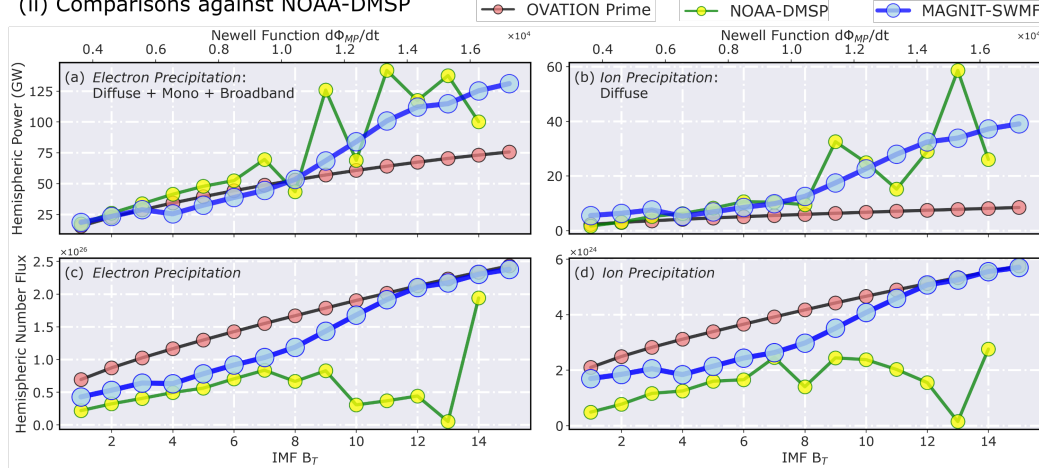 (ii) Comparisons against NOAA-DMSP
OVATION Prime
NOAA-DMSP
MAGNIT-SWMF
Newell Function dΦMP/dt
×10⁴
0.4 0.6 0.8 1.0 1.2 1.4 1.6
Newell Function dΦMP/dt
×10⁴
0.4 0.6 0.8 1.0 1.2 1.4 1.6
Hemispheric Power (GW)
125
100
75
50
25
(a) Electron Precipitation:
Diffuse + Mono + Broadband
60
40
20
0
(b) Ion Precipitation:
Diffuse
Hemispheric Number Flux
×10²⁶
2.5
2.0
1.5
1.0
0.5
0.0
(c) Electron Precipitation
2 4 6 8 10 12 14
IMF BT
×10²⁴
6
4
2
0
(d) Ion Precipitation
2 4 6 8 10 12 14
IMF BT